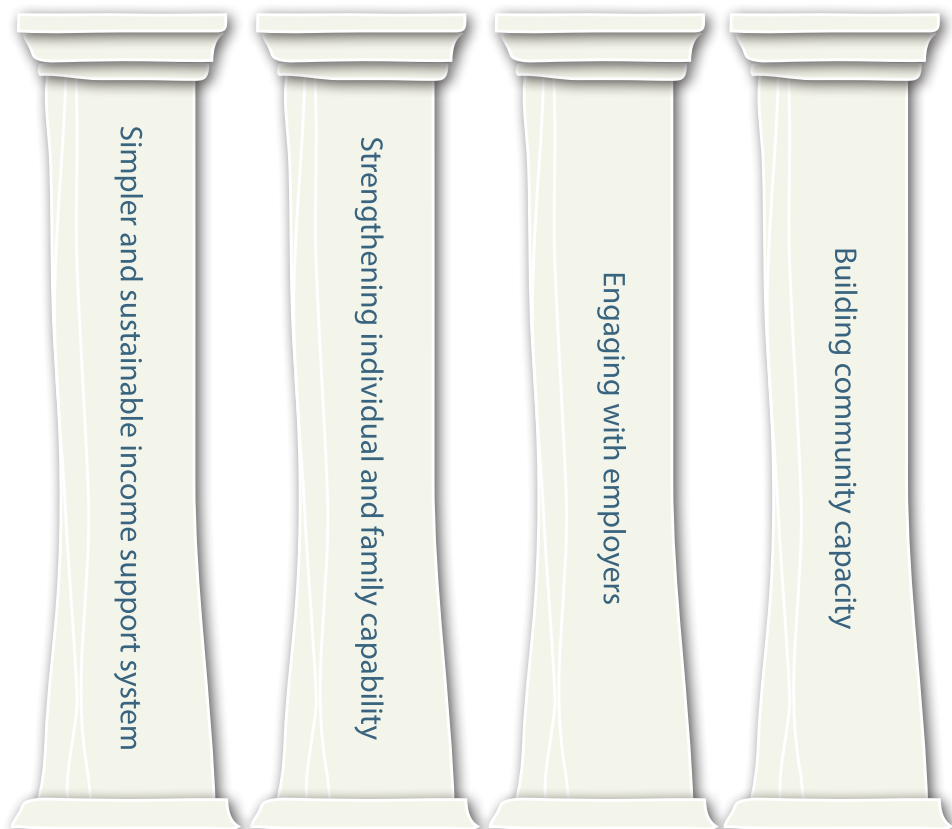 Simpler and sustainable income support system
Strengthening individual and family capability
Engaging with employers
Building community capacity